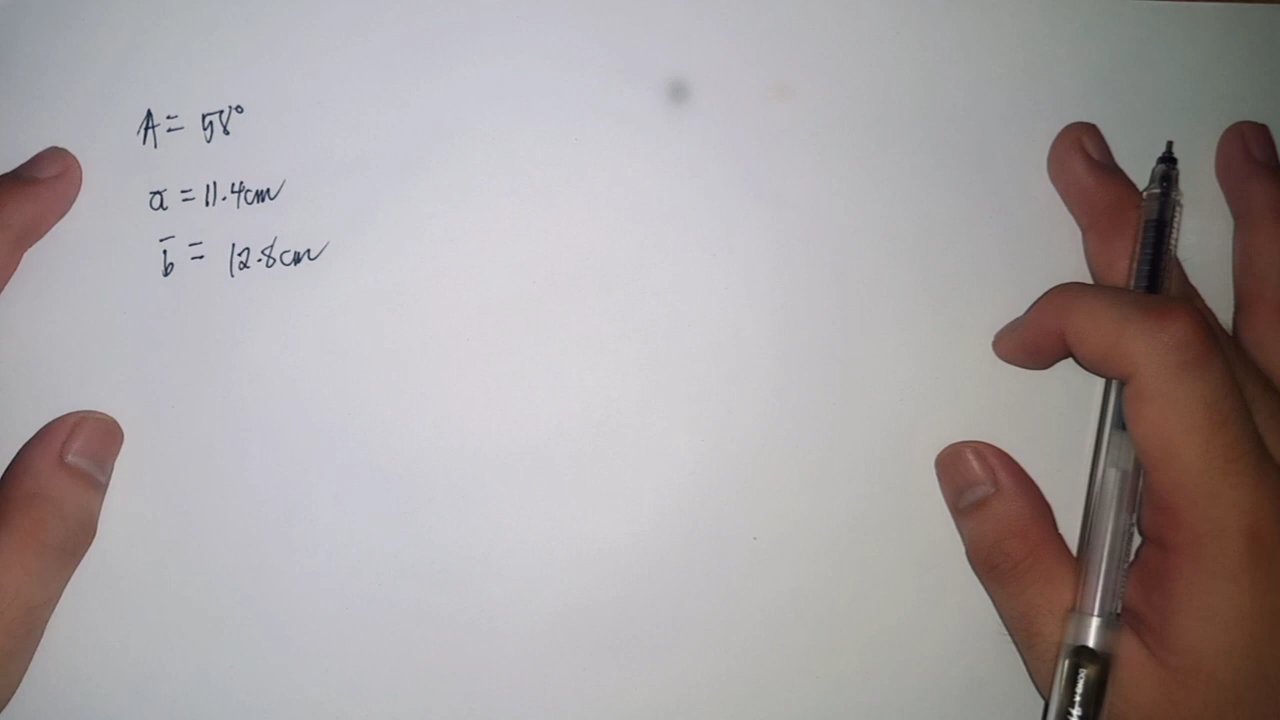 A = 58°
a = 11.4cm
b = 12.8cm